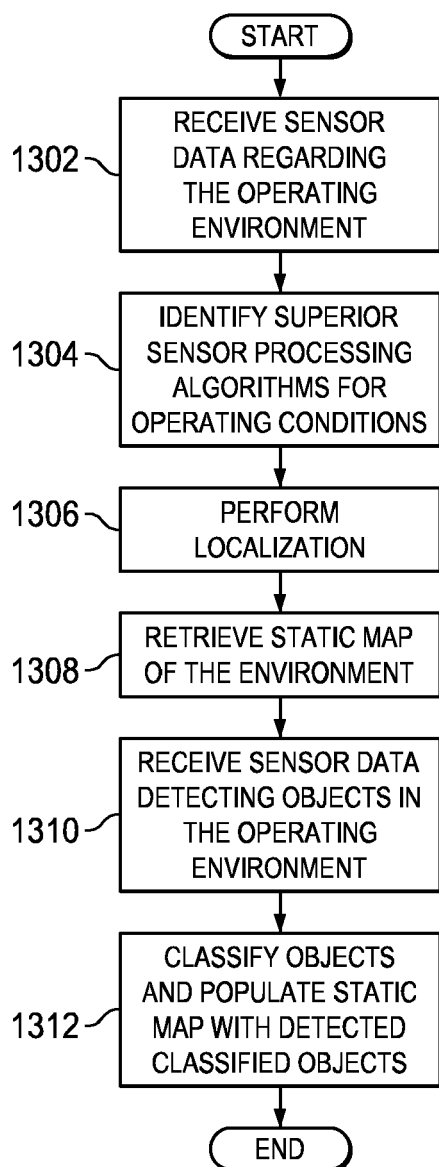 START
1302
RECEIVE SENSOR
DATA REGARDING
THE OPERATING
ENVIRONMENT
1304
IDENTIFY SUPERIOR
SENSOR PROCESSING
ALGORITHMS FOR
OPERATING CONDITIONS
1306
PERFORM
LOCALIZATION
1308
RETRIEVE STATIC MAP
OF THE ENVIRONMENT
1310
RECEIVE SENSOR DATA
DETECTING OBJECTS IN
THE OPERATING
ENVIRONMENT
1312
CLASSIFY OBJECTS
AND POPULATE STATIC
MAP WITH DETECTED
CLASSIFIED OBJECTS
END